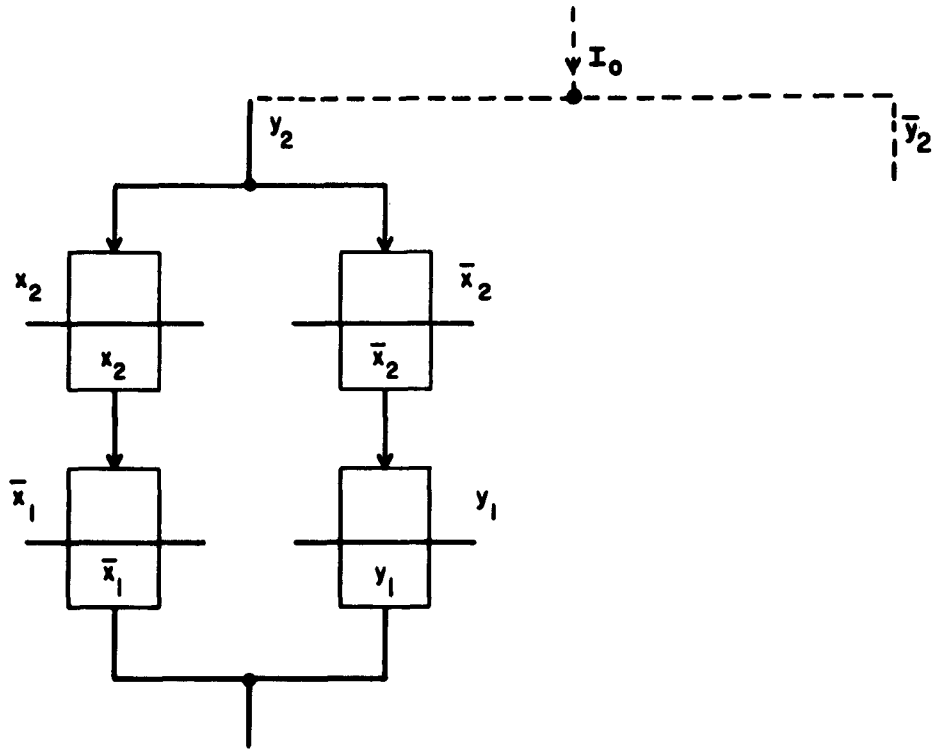 I₀
y₂
ȳ₂
x₂
x̄₂
x₂
x̄₂
x̄₁
y₁
x̄₁
y₁